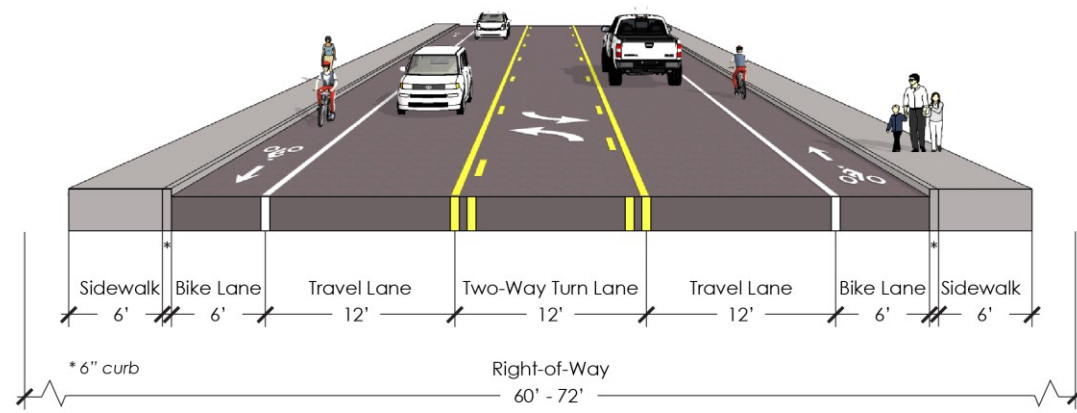 * *
Sidewalk Bike Lane Travel Lane Two-Way Turn Lane Travel Lane Bike Lane Sidewalk
6’ 6’ 12’ 12’ 12’ 6’ 6’
* 6” curb
Right-of-Way
60’ - 72’